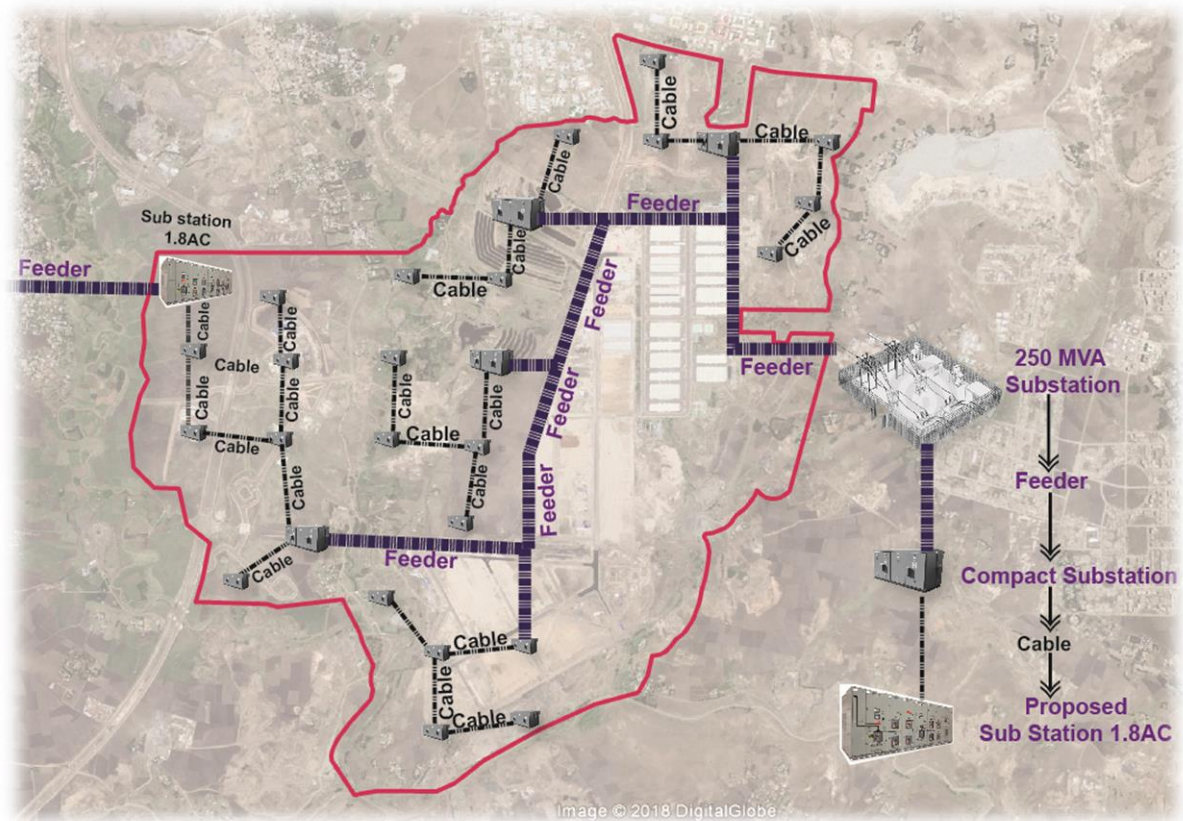 Cable
Cable
Cable
Feeder
Cable
Sub station
1.8AC
Cable
Cable
Feeder
Feeder
Cable
Cable
Cable
Cable
Feeder
250 MVA
Substation
Cable
Cable
Cable
Cable
Feeder
Cable
Cable
Cable
Cable
Feeder
Feeder
Feeder
Cable
Compact Substation
Cable
Cable
Cable
Cable
Proposed
Sub Station 1.8AC
Image © 2018 DigitalGlobe